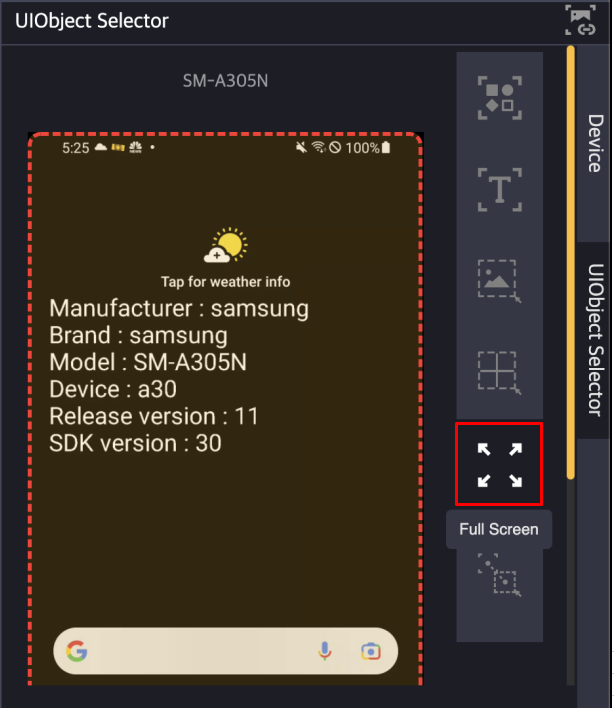 UIObject Selector
SM-A305N
5:25
100%
Tap for weather info
Manufacturer : samsung
Brand : samsung
Model : SM-A305N
Device : a30
Release version : 11
SDK version : 30
T
Full Screen
G
Device
UIObject Selector